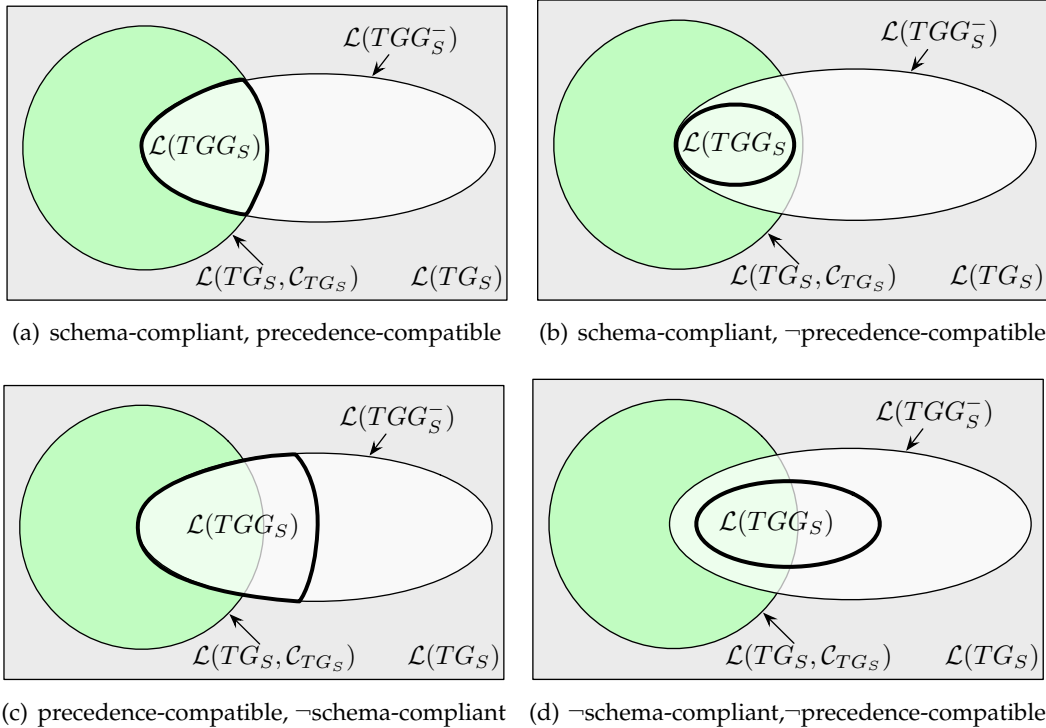 𝓛(TGG_S^−)
𝓛(TGG_S)
𝓛(TG_S, 𝒞_{TG_S})
𝓛(TG_S)
(a) schema-compliant, precedence-compatible
𝓛(TGG_S^−)
𝓛(TGG_S
𝓛(TG_S, 𝒞_{TG_S})
𝓛(TG_S)
(b) schema-compliant, ¬precedence-compatible
𝓛(TGG_S^−)
𝓛(TGG_S)
𝓛(TG_S, 𝒞_{TG_S})
𝓛(TG_S)
(c) precedence-compatible, ¬schema-compliant
𝓛(TGG_S^−)
𝓛(TGG_S)
𝓛(TG_S, 𝒞_{TG_S})
𝓛(TG_S)
(d) ¬schema-compliant,¬precedence-compatible